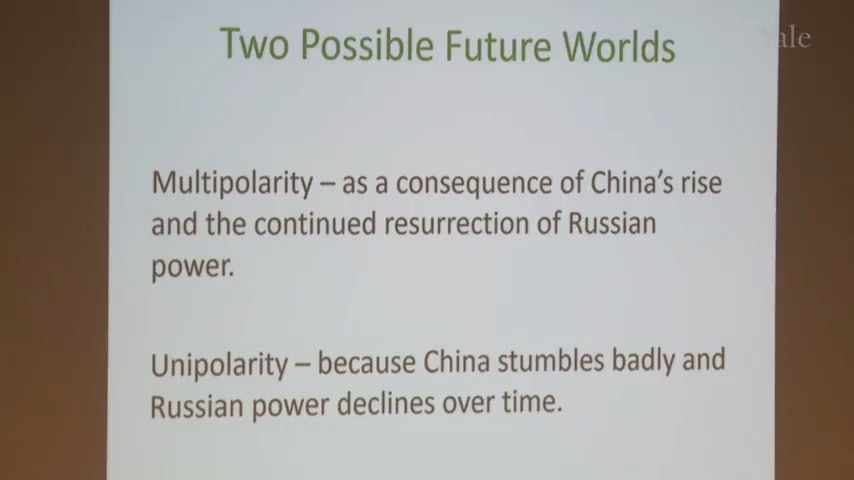 Two Possible Future Worlds
Multipolarity – as a consequence of China's rise
and the continued resurrection of Russian
power.
Unipolarity – because China stumbles badly and
Russian power declines over time.